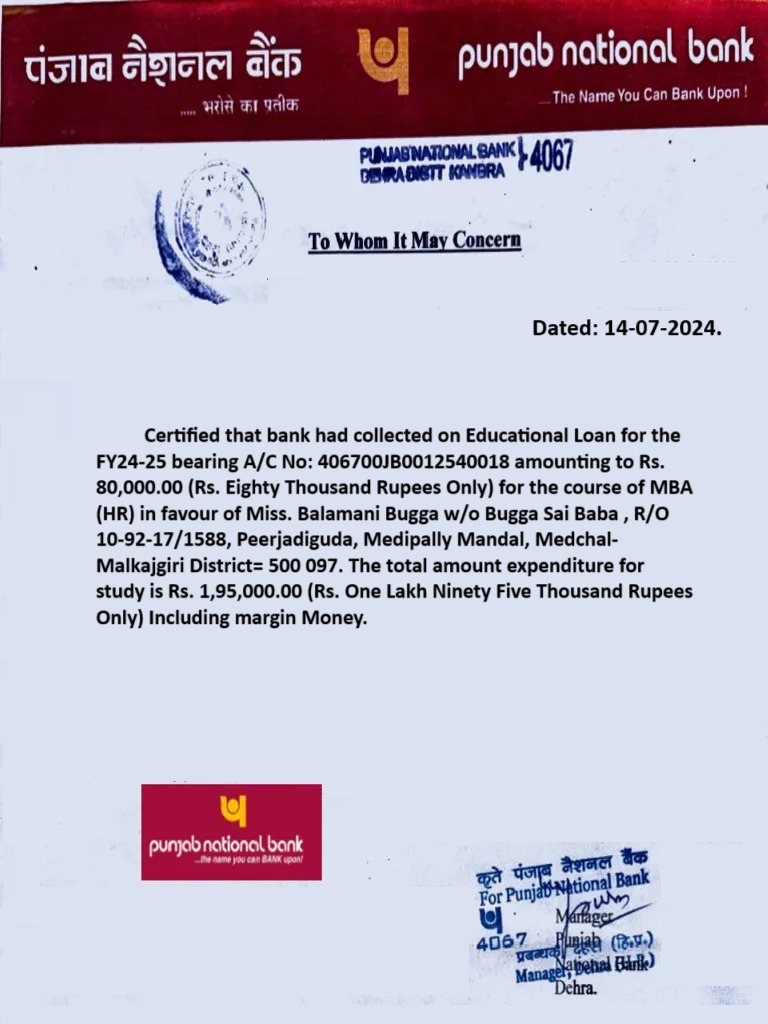 पंजाब नैशनल बैंक
..... भरोसे का प्रतीक
punjab national bank
...The Name You Can Bank Upon !
PUNJAB NATIONAL BANK
DEHRA DISTT KANGRA
4067
To Whom It May Concern
Dated: 14-07-2024.
Certified that bank had collected on Educational Loan for the
FY24-25 bearing A/C No: 406700JB0012540018 amounting to Rs.
80,000.00 (Rs. Eighty Thousand Rupees Only) for the course of MBA
(HR) in favour of Miss. Balamani Bugga w/o Bugga Sai Baba , R/O
10-92-17/1588, Peerjadiguda, Medipally Mandal, Medchal-
Malkajgiri District= 500 097. The total amount expenditure for
study is Rs. 1,95,000.00 (Rs. One Lakh Ninety Five Thousand Rupees
Only) Including margin Money.
punjab national bank
...the name you can BANK upon!
कृते पंजाब नैशनल बैंक
For Punjab National Bank
Manager
4067
Punjab
प्रबन्धक, देहरा (हि.प्र.)
National Bank
Manager, Dehra (H.P.)
Dehra.